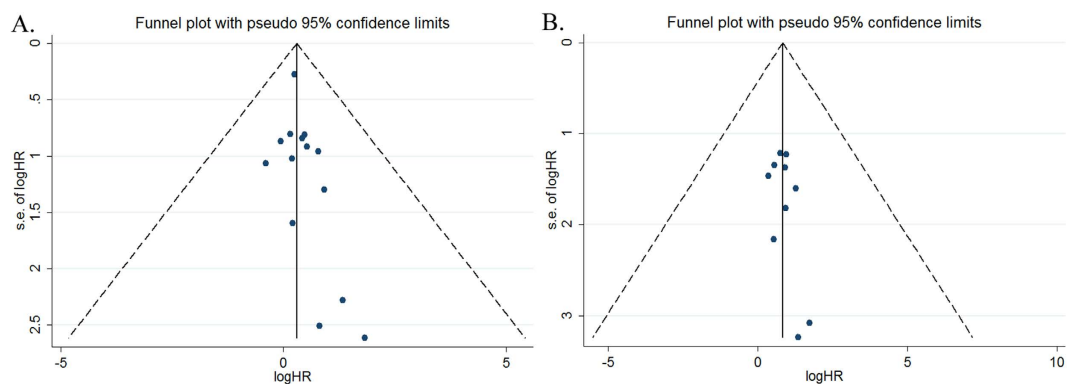 A.
Funnel plot with pseudo 95% confidence limits
s.e. of logHR
0
.5
1
1.5
2
2.5
-5
0
5
logHR
B.
Funnel plot with pseudo 95% confidence limits
s.e. of logHR
0
1
2
3
-5
0
5
10
logHR